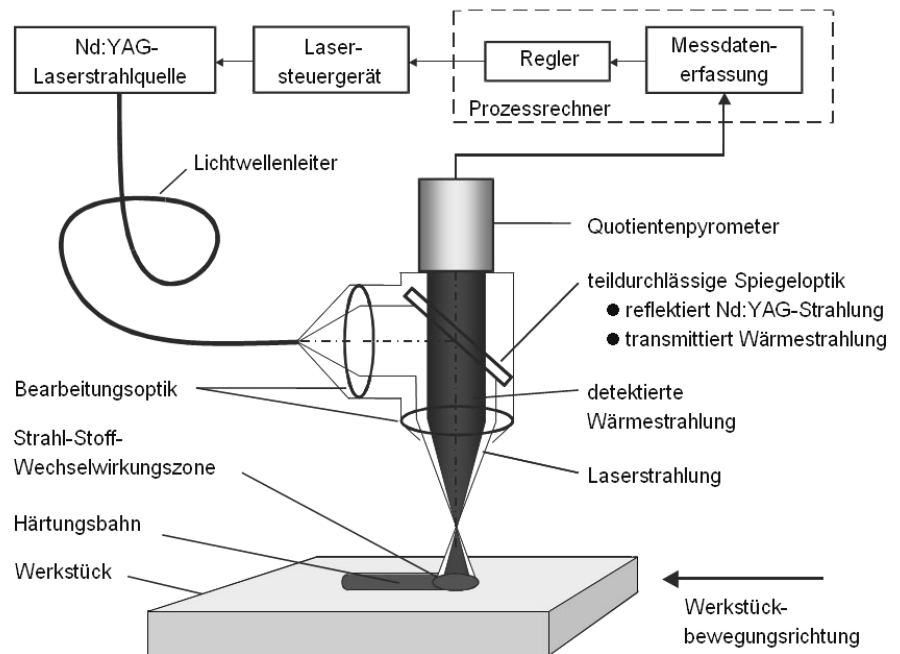 Nd:YAG-
Laserstrahlquelle
Laser-
steuergerät
Regler
Messdaten-
erfassung
Prozessrechner
Lichtwellenleiter
Quotientenpyrometer
teildurchlässige Spiegeloptik
● reflektiert Nd:YAG-Strahlung
● transmittiert Wärmestrahlung
Bearbeitungsoptik
detektierte
Wärmestrahlung
Strahl-Stoff-
Wechselwirkungszone
Laserstrahlung
Härtungsbahn
Werkstück
Werkstück-
bewegungsrichtung